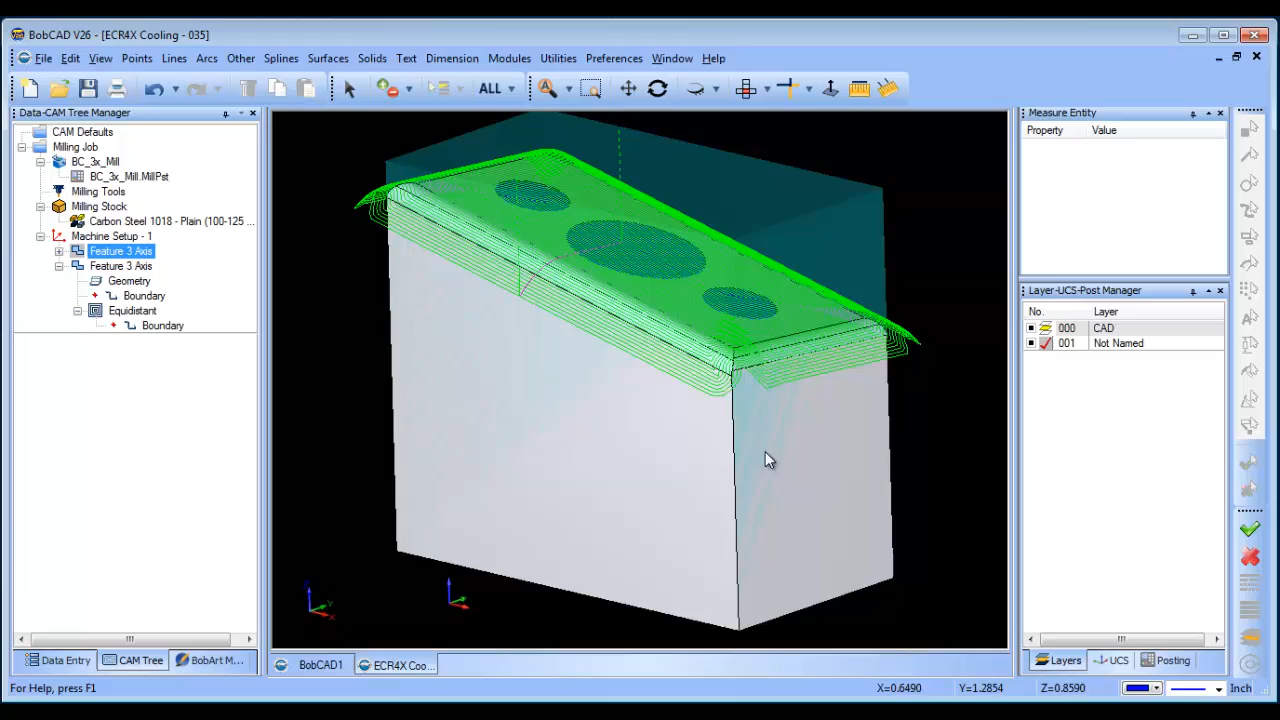 BobCAD V26 - [ECR4X Cooling - 035]
File Edit View Points Lines Arcs Other Splines Surfaces Solids Text Dimension Modules Utilities Preferences Window Help
ALL
Data-CAM Tree Manager
CAM Defaults
Milling Job
BC_3x_Mill
BC_3x_Mill.MillPst
Milling Tools
Milling Stock
Carbon Steel 1018 - Plain (100-125 ...
Machine Setup - 1
Feature 3 Axis
Feature 3 Axis
Geometry
Boundary
Equidistant
Boundary
Data Entry CAM Tree BobArt M...
BobCAD1 ECR4X Coo...
Measure Entity
Property Value
Layer-UCS-Post Manager
No. Layer
000 CAD
001 Not Named
Layers UCS Posting
For Help, press F1 X=0.6490 Y=1.2854 Z=0.8590 Inch